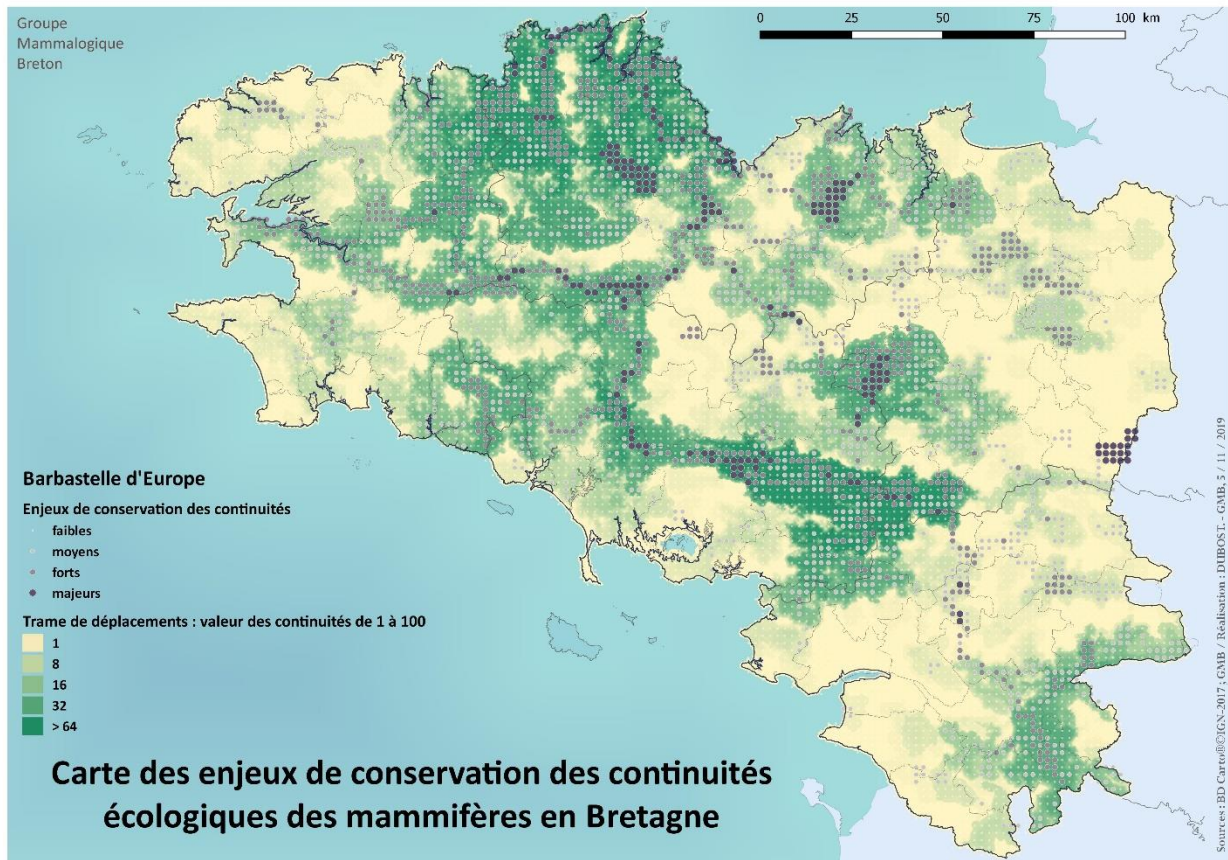 Groupe
Mammalogique
Breton
0 25 50 75 100 km
Barbastelle d'Europe
Enjeux de conservation des continuités
faibles
moyens
forts
majeurs
Trame de déplacements : valeur des continuités de 1 à 100
1
8
16
32
> 64
Carte des enjeux de conservation des continuités
écologiques des mammifères en Bretagne
Sources : BD Carto®©IGN-2017 ; GMB / Réalisation : DUBOST. - GMB, 5 / 11 / 2019